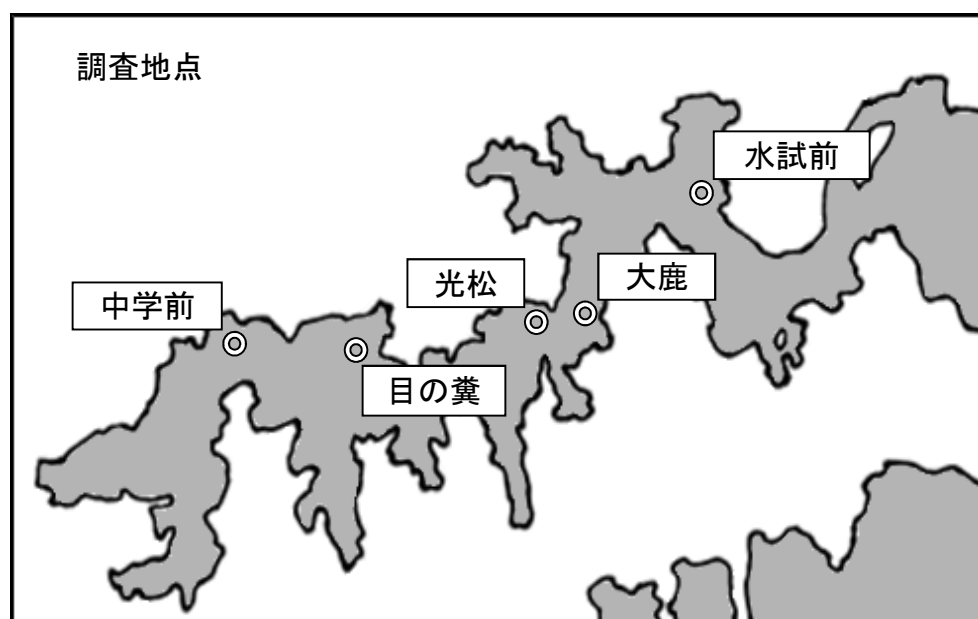 調査地点
水試前
大鹿
光松
中学前
目の糞